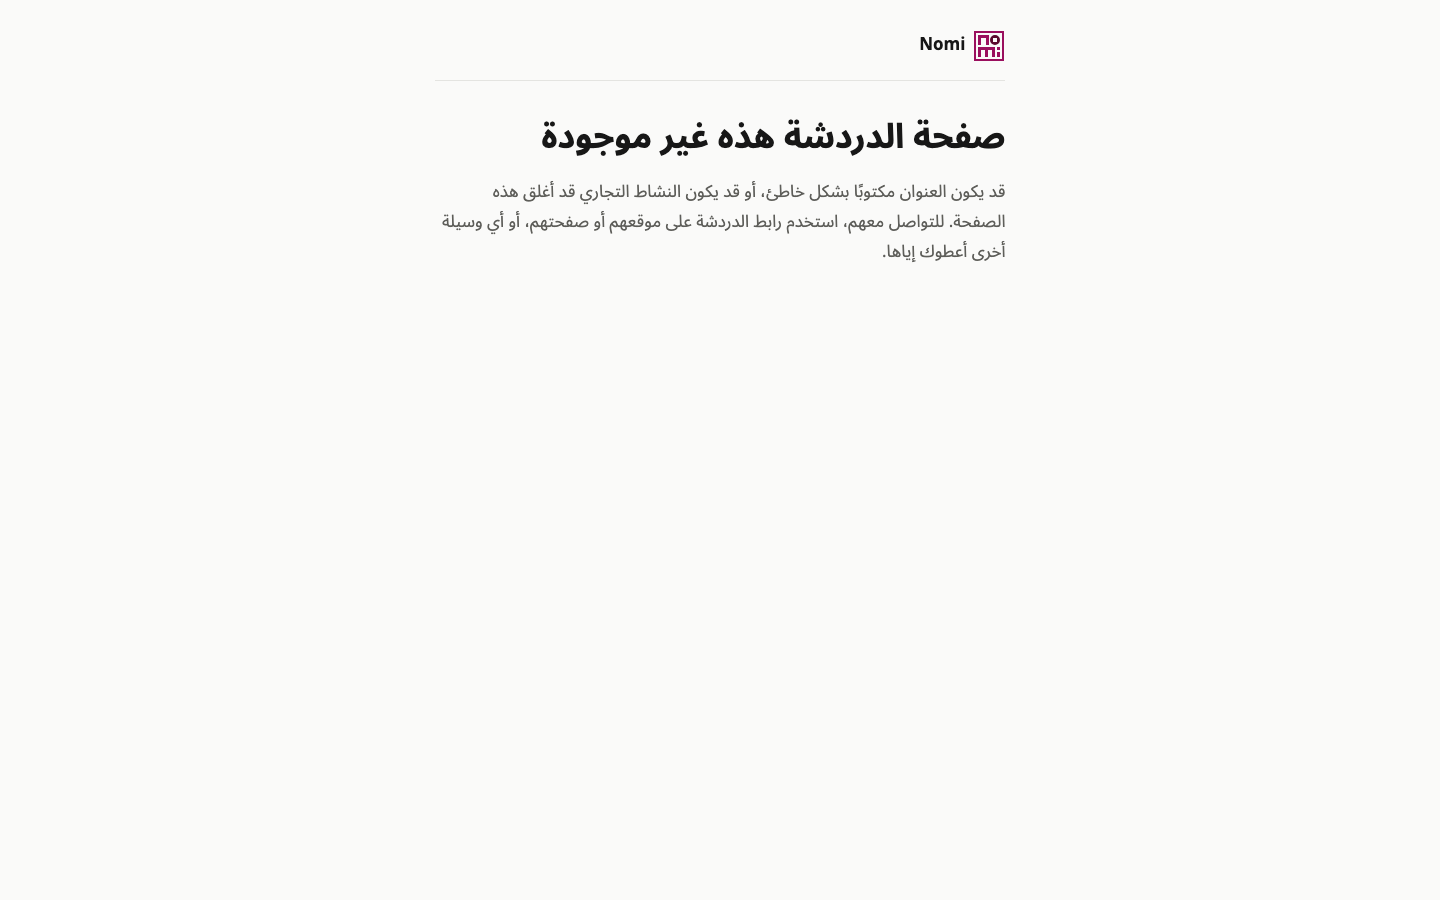 Nomi
صفحة الدردشة هذه غير موجودة
قد يكون العنوان مكتوبًا بشكل خاطئ، أو قد يكون النشاط التجاري قد أغلق هذه
الصفحة. للتواصل معهم، استخدم رابط الدردشة على موقعهم أو صفحتهم، أو أي وسيلة
أخرى أعطوك إياها.